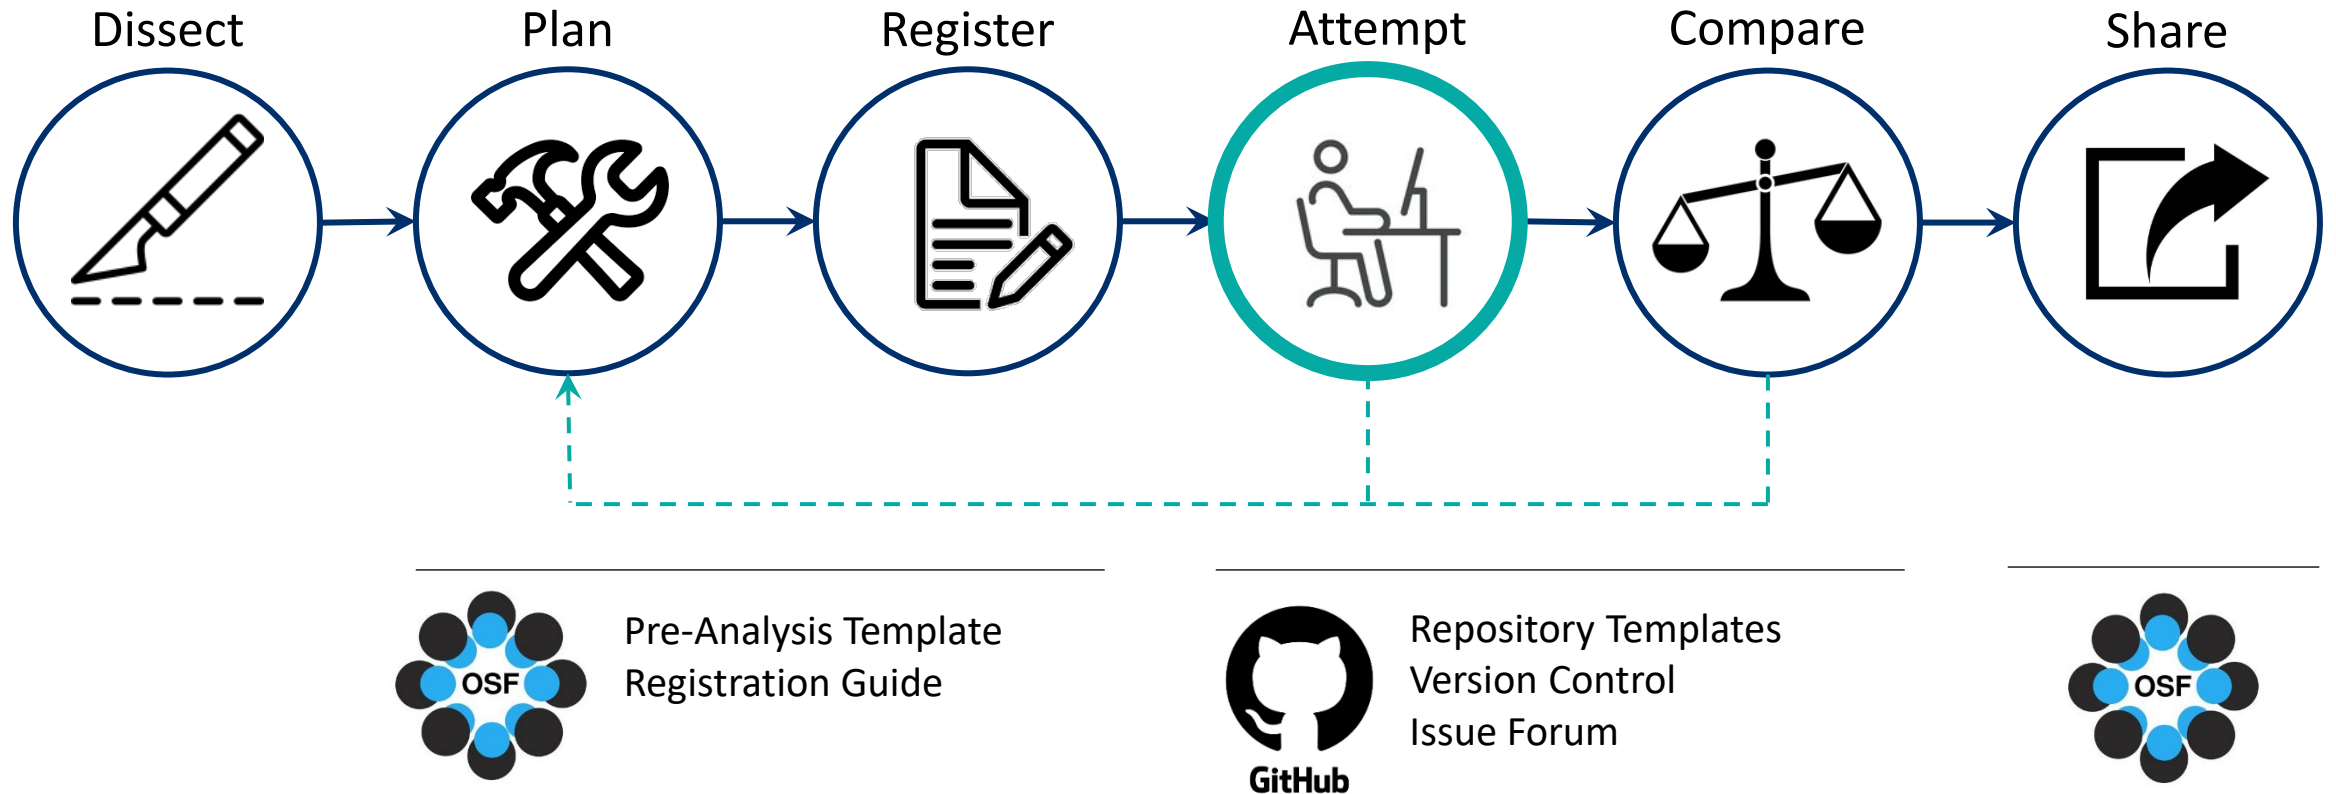 Dissect
Plan
Register
Attempt
Compare
Share
OSF
Pre-Analysis Template
Registration Guide
GitHub
Repository Templates
Version Control
Issue Forum
OSF